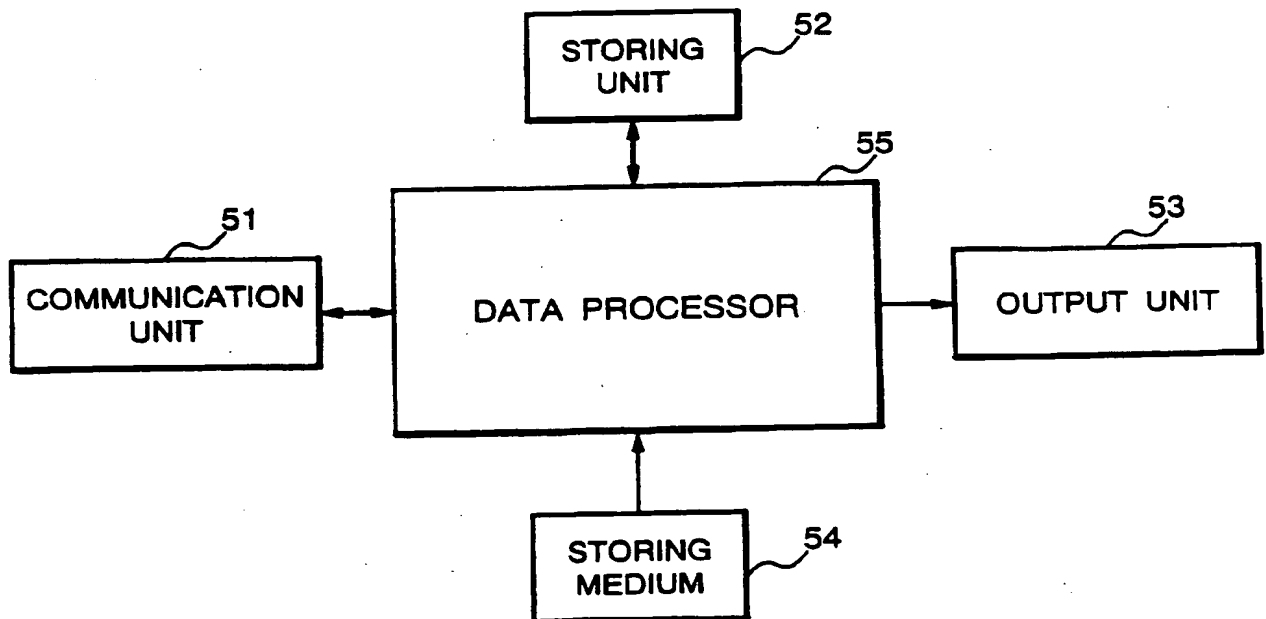 52
STORING
UNIT
55
51
53
COMMUNICATION
UNIT
DATA PROCESSOR
OUTPUT UNIT
STORING
MEDIUM
54